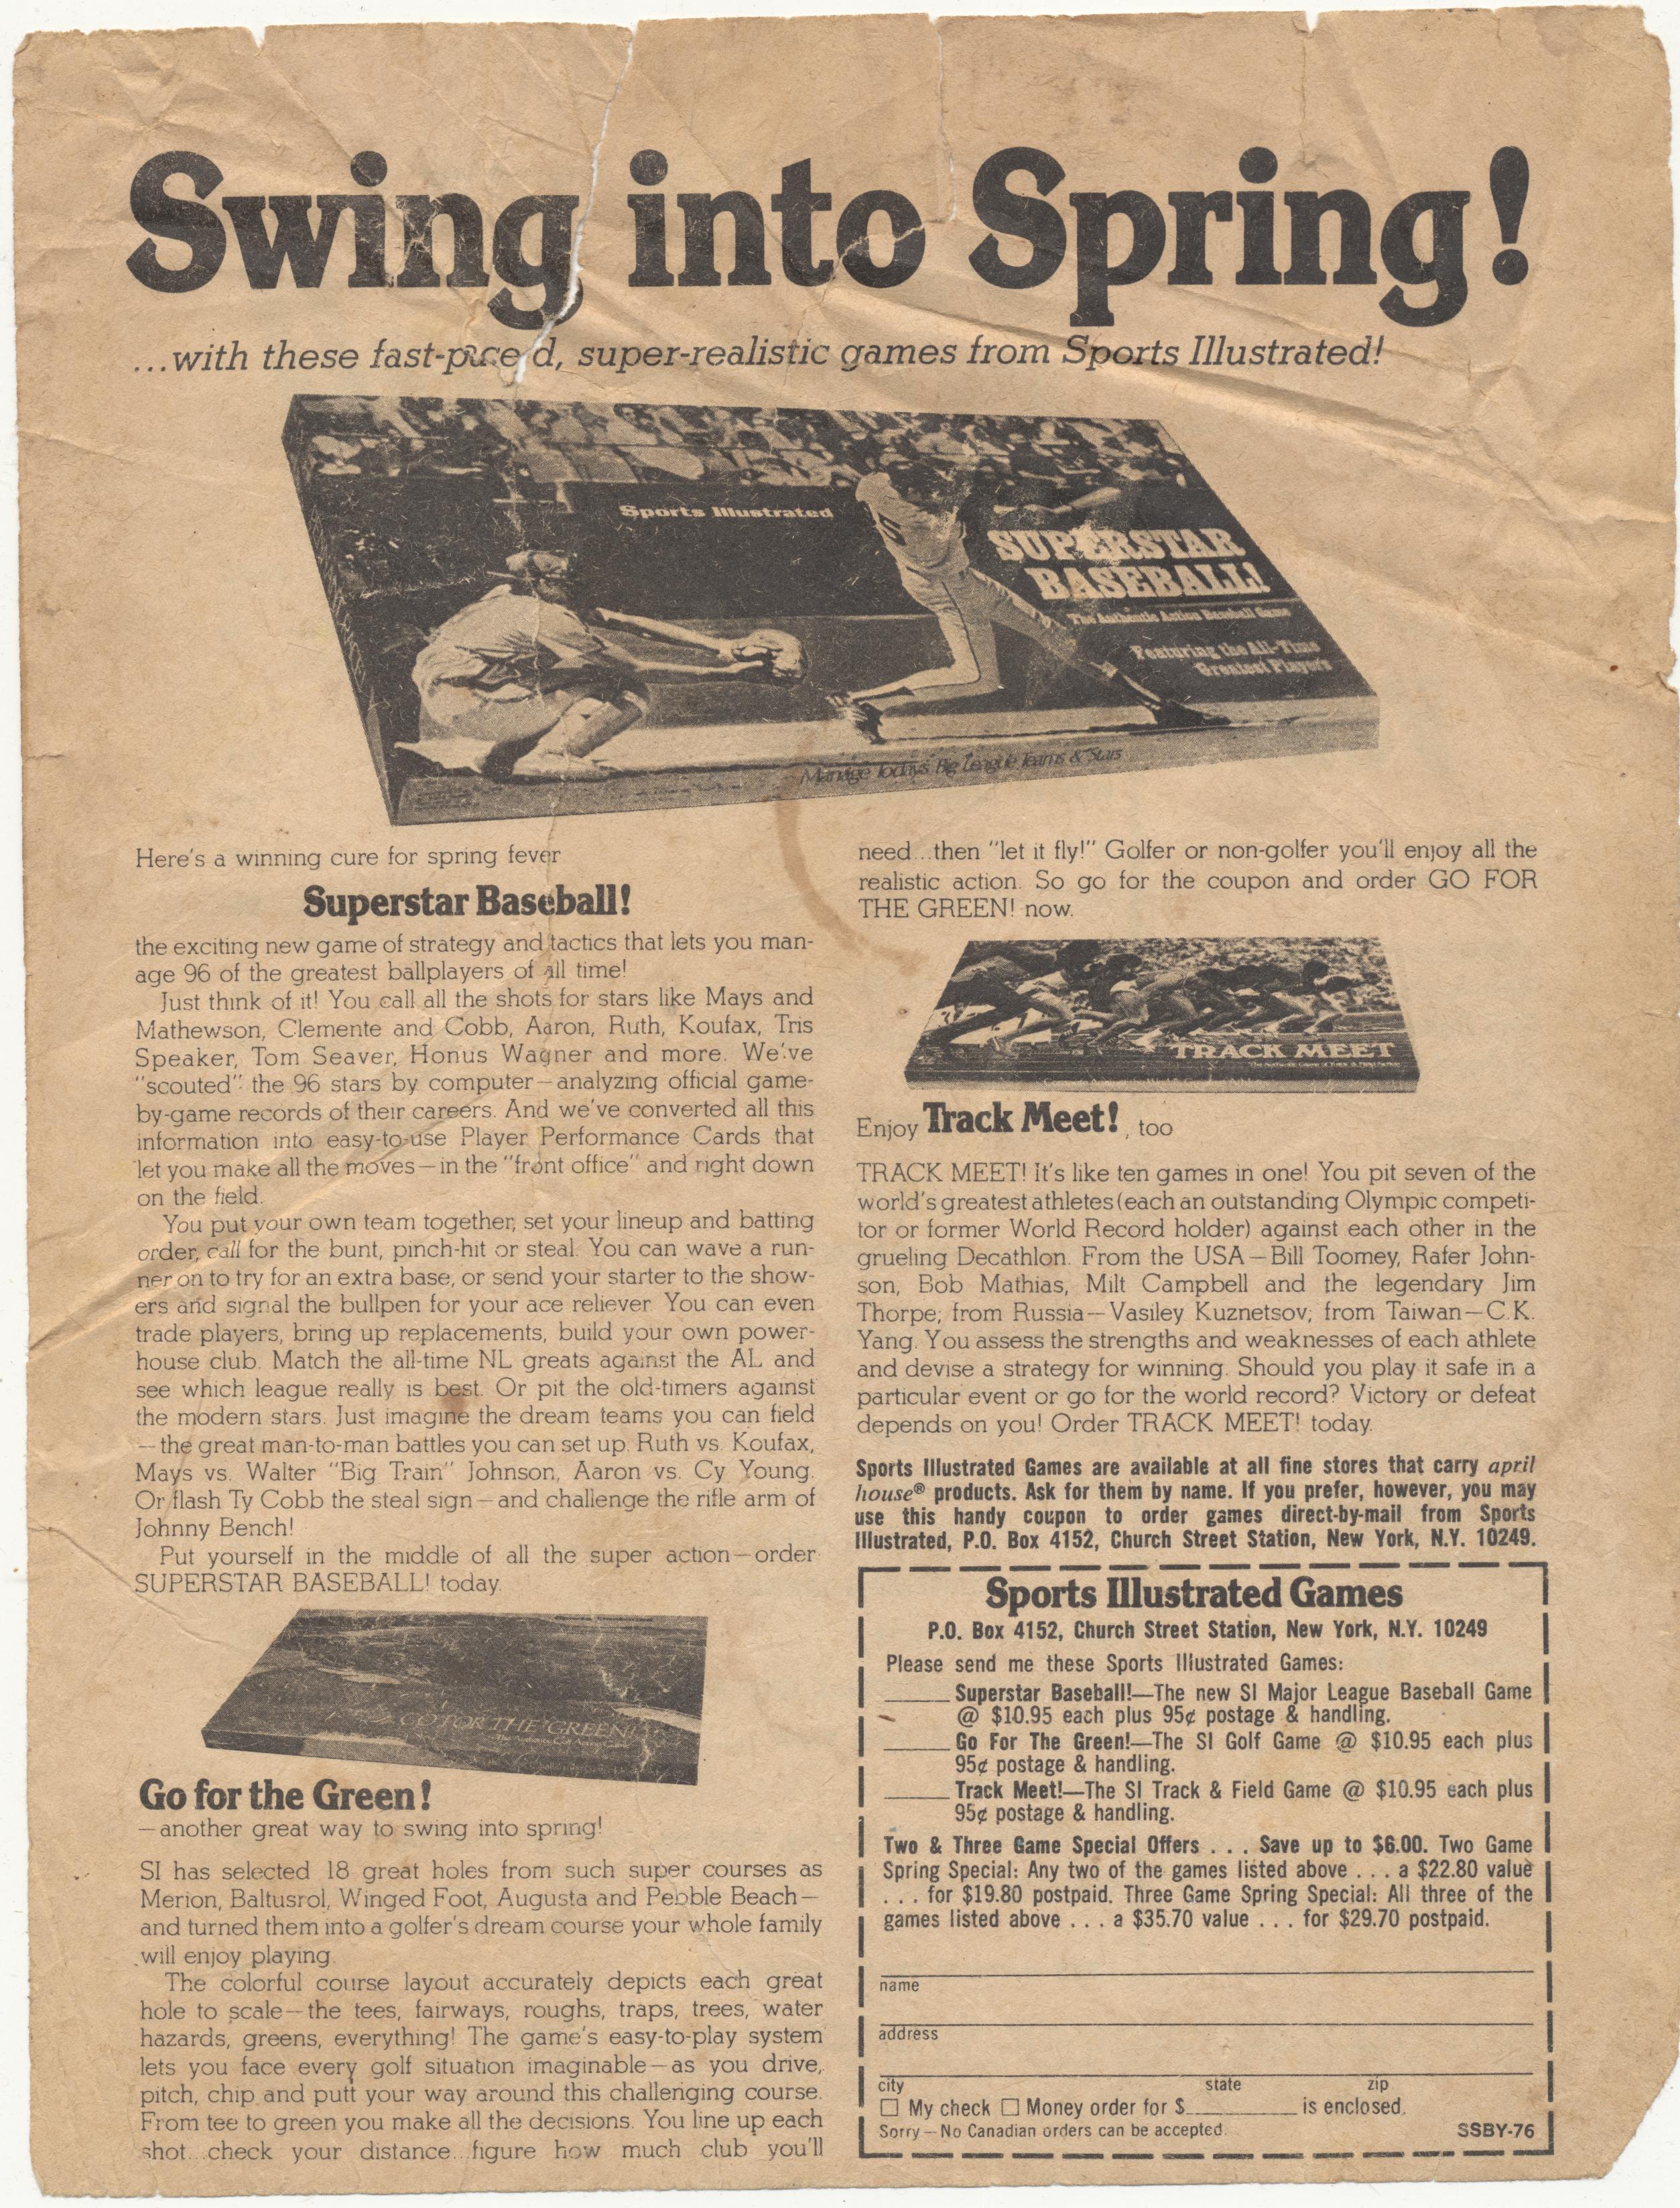 Swing into Spring!
...with these fast-paced, super-realistic games from Sports Illustrated!
Sports Illustrated
SUPERSTAR
BASEBALL!
The Authentic Action Baseball Game
Featuring the All-Time
Greatest Players
Manage Todays Big League Teams & Stars
Here's a winning cure for spring fever
Superstar Baseball!
the exciting new game of strategy and tactics that lets you man-
age 96 of the greatest ballplayers of all time!
Just think of it! You call all the shots for stars like Mays and
Mathewson, Clemente and Cobb, Aaron, Ruth, Koufax, Tris
Speaker, Tom Seaver, Honus Wagner and more. We've
"scouted" the 96 stars by computer—analyzing official game-
by-game records of their careers. And we've converted all this
information into easy-to-use Player Performance Cards that
let you make all the moves—in the "front office" and right down
on the field.
You put your own team together, set your lineup and batting
order, call for the bunt, pinch-hit or steal. You can wave a run-
ner on to try for an extra base, or send your starter to the show-
ers and signal the bullpen for your ace reliever. You can even
trade players, bring up replacements, build your own power-
house club. Match the all-time NL greats against the AL and
see which league really is best. Or pit the old-timers against
the modern stars. Just imagine the dream teams you can field
—the great man-to-man battles you can set up: Ruth vs. Koufax,
Mays vs. Walter "Big Train" Johnson, Aaron vs. Cy Young.
Or flash Ty Cobb the steal sign—and challenge the rifle arm of
Johnny Bench!
Put yourself in the middle of all the super action—order
SUPERSTAR BASEBALL! today.
GO FOR THE GREEN!
Go for the Green!
—another great way to swing into spring!
SI has selected 18 great holes from such super courses as
Merion, Baltusrol, Winged Foot, Augusta and Pebble Beach—
and turned them into a golfer's dream course your whole family
will enjoy playing.
The colorful course layout accurately depicts each great
hole to scale—the tees, fairways, roughs, traps, trees, water
hazards, greens, everything! The game's easy-to-play system
lets you face every golf situation imaginable—as you drive,
pitch, chip and putt your way around this challenging course.
From tee to green you make all the decisions. You line up each
shot...check your distance...figure how much club you'll
need...then "let it fly!" Golfer or non-golfer you'll enjoy all the
realistic action. So go for the coupon and order GO FOR
THE GREEN! now.
TRACK MEET
Enjoy Track Meet!, too
TRACK MEET! It's like ten games in one! You pit seven of the
world's greatest athletes (each an outstanding Olympic competi-
tor or former World Record holder) against each other in the
grueling Decathlon. From the USA—Bill Toomey, Rafer John-
son, Bob Mathias, Milt Campbell and the legendary Jim
Thorpe; from Russia—Vasiley Kuznetsov; from Taiwan—C.K.
Yang. You assess the strengths and weaknesses of each athlete
and devise a strategy for winning. Should you play it safe in a
particular event or go for the world record? Victory or defeat
depends on you! Order TRACK MEET! today.
Sports Illustrated Games are available at all fine stores that carry april
house® products. Ask for them by name. If you prefer, however, you may
use this handy coupon to order games direct-by-mail from Sports
Illustrated, P.O. Box 4152, Church Street Station, New York, N.Y. 10249.
Sports Illustrated Games
P.O. Box 4152, Church Street Station, New York, N.Y. 10249
Please send me these Sports Illustrated Games:
______ Superstar Baseball!—The new SI Major League Baseball Game
@ $10.95 each plus 95¢ postage & handling.
______ Go For The Green!—The SI Golf Game @ $10.95 each plus
95¢ postage & handling.
______ Track Meet!—The SI Track & Field Game @ $10.95 each plus
95¢ postage & handling.
Two & Three Game Special Offers . . . Save up to $6.00. Two Game
Spring Special: Any two of the games listed above . . . a $22.80 value
. . . for $19.80 postpaid. Three Game Spring Special: All three of the
games listed above . . . a $35.70 value . . . for $29.70 postpaid.
name
address
city state zip
☐ My check ☐ Money order for $__________ is enclosed.
Sorry—No Canadian orders can be accepted. SSBY-76